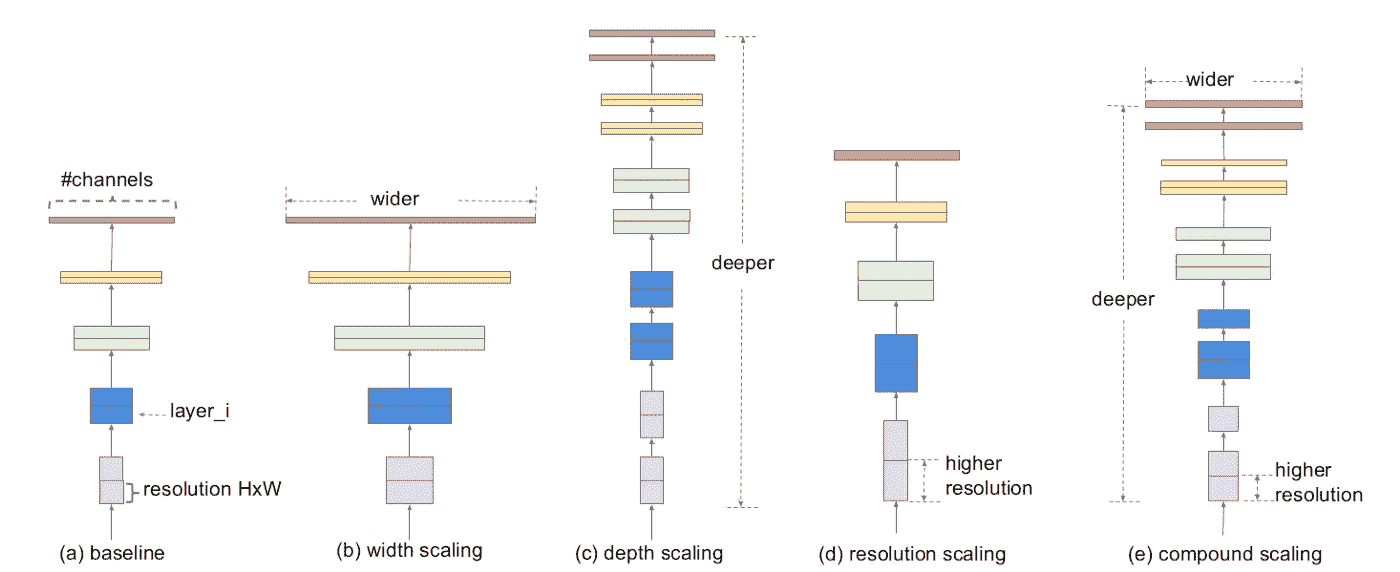 #channels
layer_i
resolution HxW
(a) baseline
wider
(b) width scaling
deeper
(c) depth scaling
higher
resolution
(d) resolution scaling
wider
deeper
higher
resolution
(e) compound scaling